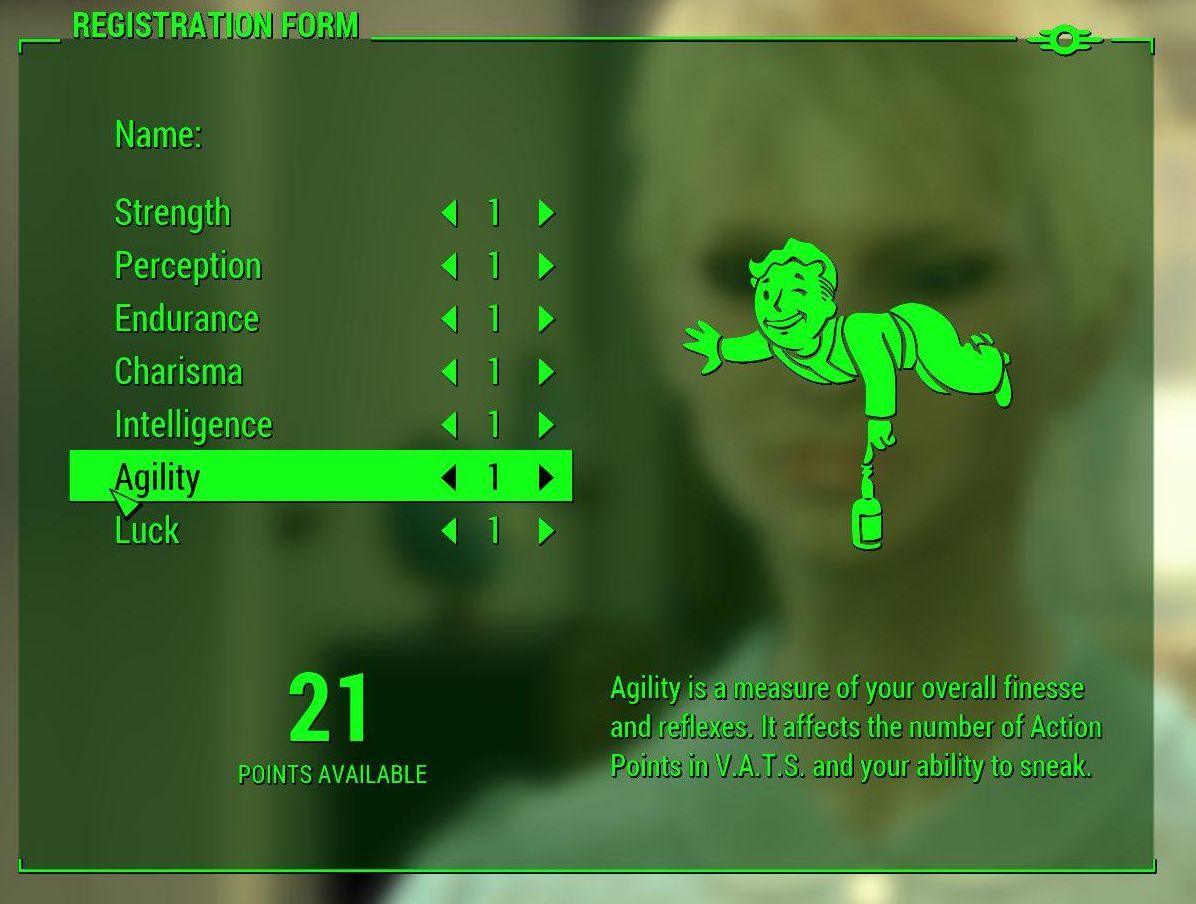 REGISTRATION FORM
Name:
Strength 1
Perception 1
Endurance 1
Charisma 1
Intelligence 1
Agility 1
Luck 1
21
POINTS AVAILABLE
Agility is a measure of your overall finesse
and reflexes. It affects the number of Action
Points in V.A.T.S. and your ability to sneak.